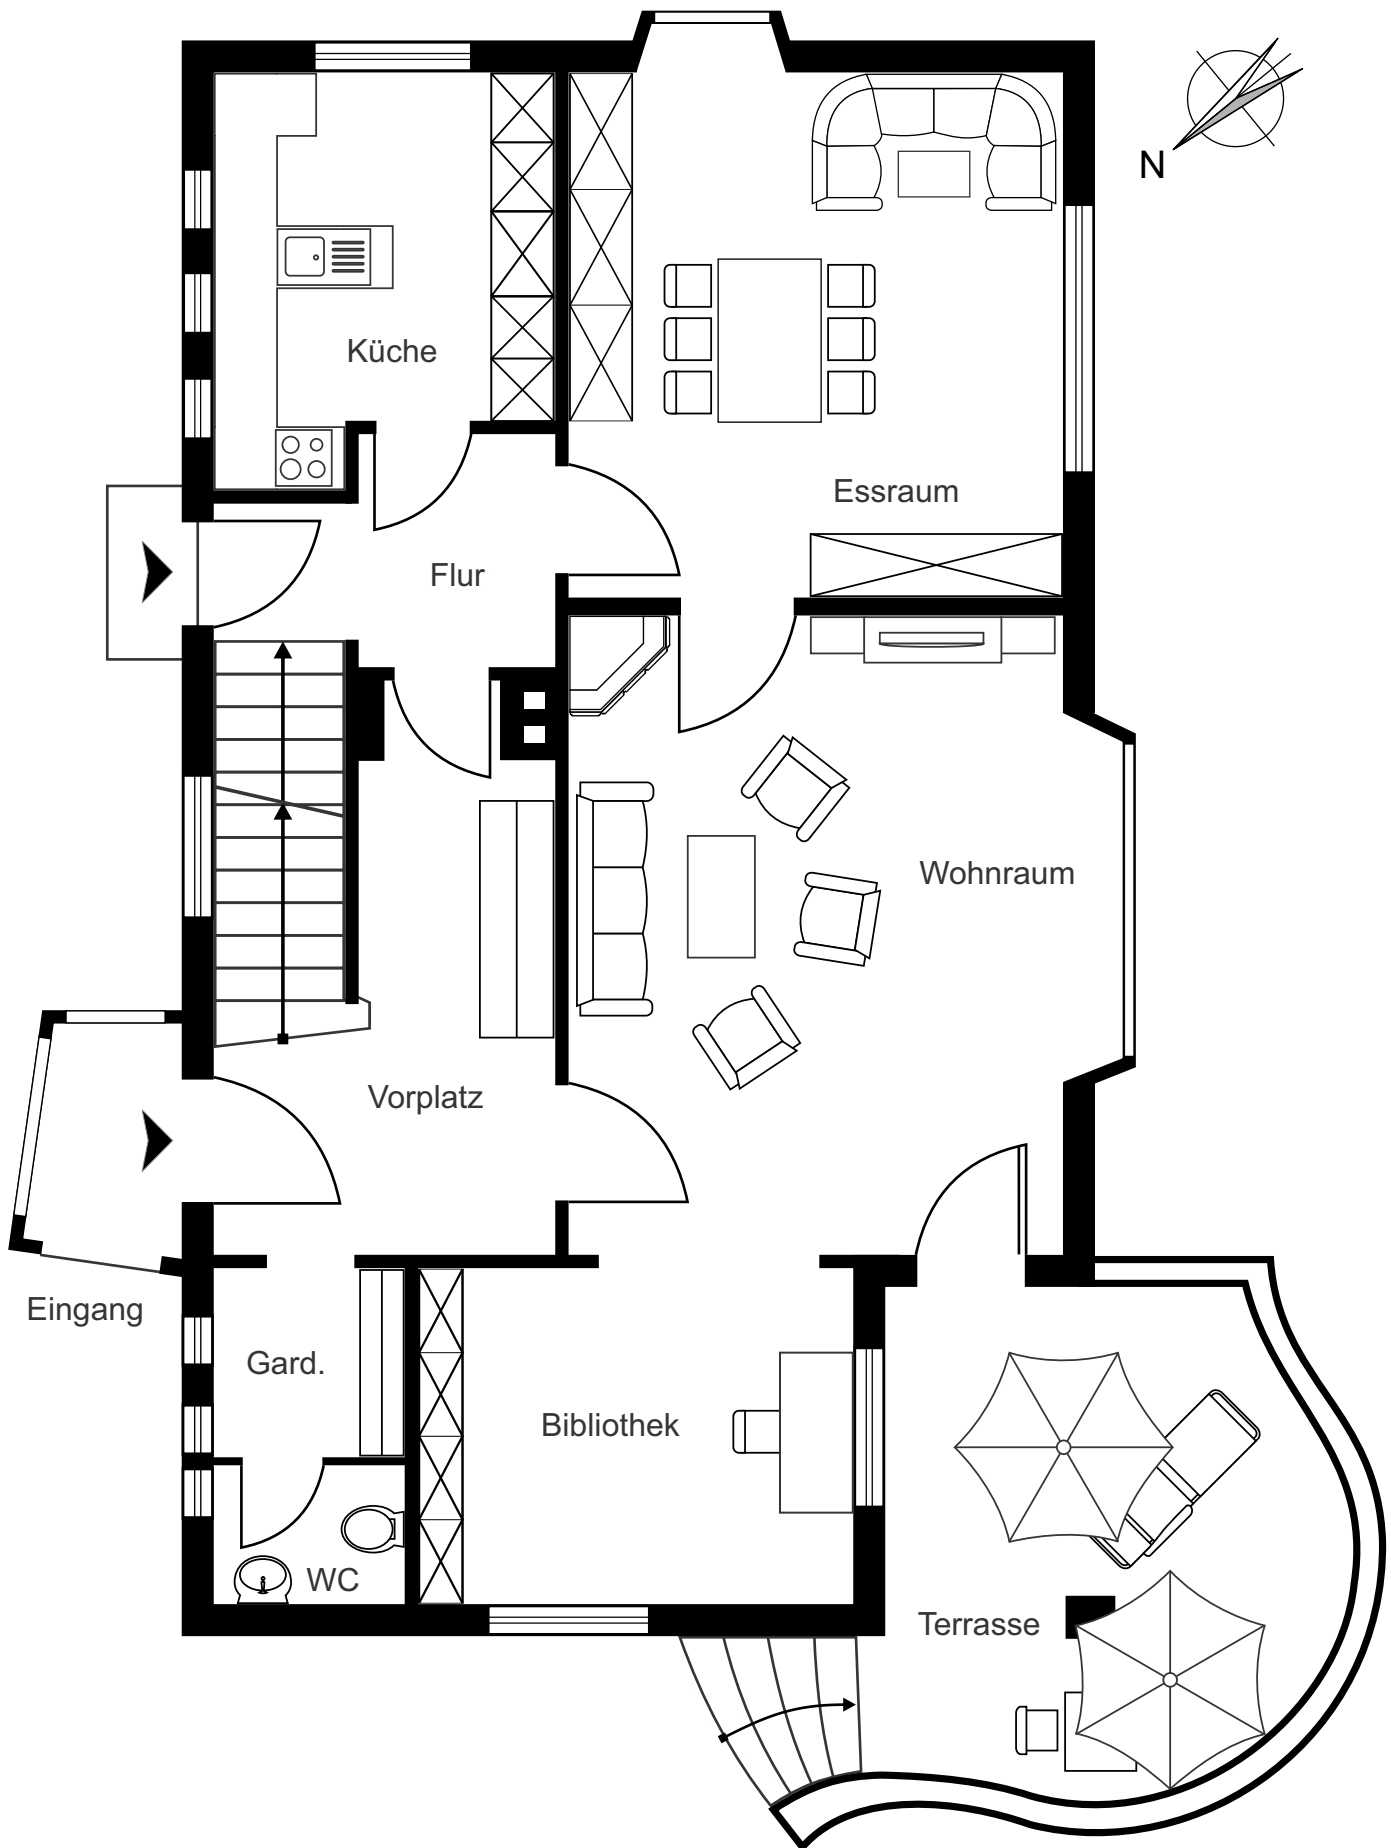 N
Küche
Essraum
Flur
Wohnraum
Vorplatz
Eingang
Gard.
Bibliothek
WC
Terrasse